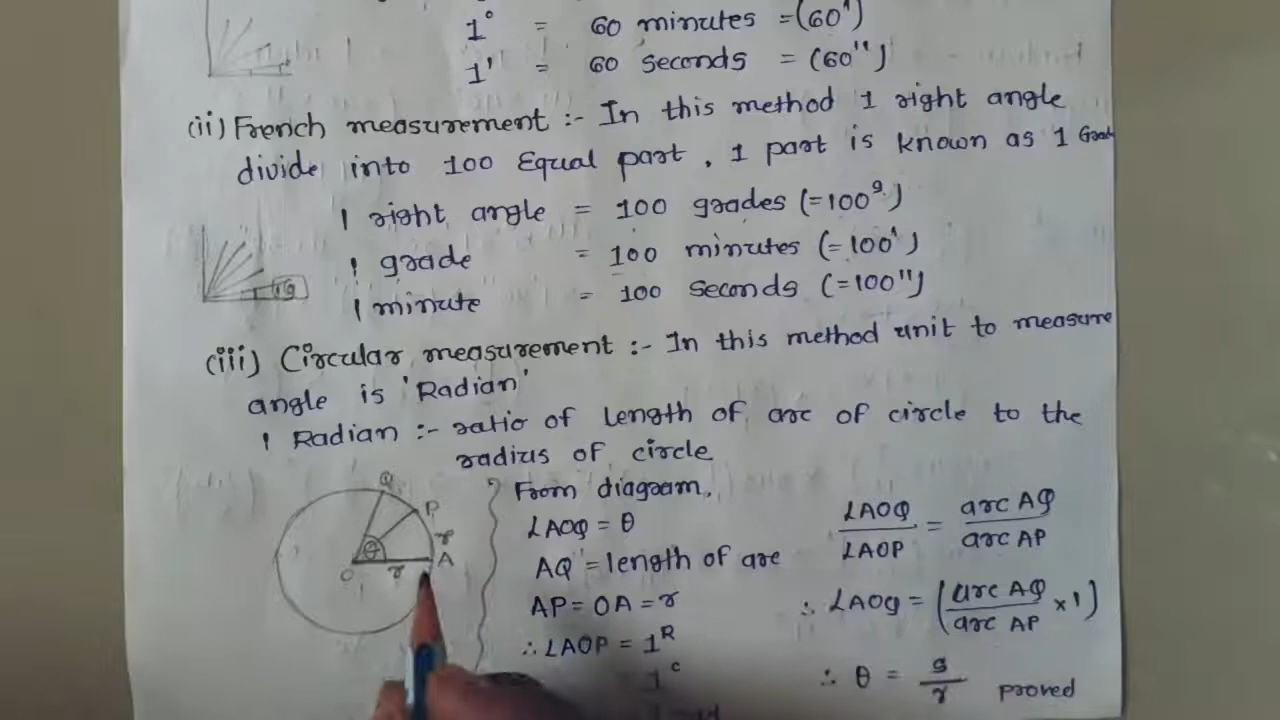 1° = 60 minutes = (60')
1' = 60 seconds = (60'')
(ii) French measurement :- In this method 1 right angle
divide into 100 Equal part, 1 part is known as 1
1 right angle = 100 grades (=100ᵍ)
1 grade = 100 minutes (=100')
1 minute = 100 seconds (=100'')
1g
(iii) Circular measurement :- In this method unit to measure
angle is 'Radian'
1 Radian :- ratio of length of arc of circle to the
radius of circle
Q
P
r
A
θ
O
r
From diagram,
∠AOQ = θ
AQ = length of arc
AP = OA = r
∴ ∠AOP = 1ᴿ
1ᶜ
∠AOQ / ∠AOP = arc AQ / arc AP
∴ ∠AOQ = (arc AQ / arc AP × 1)
∴ θ = s / r proved